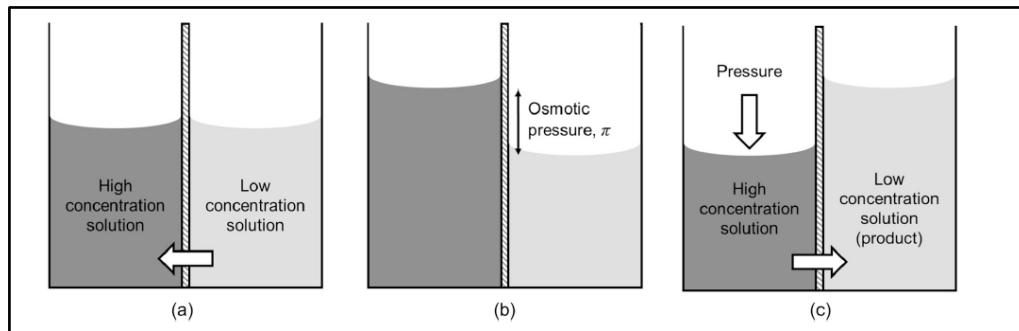 High
concentration
solution
Low
concentration
solution
(a)
Osmotic
pressure, π
(b)
Pressure
High
concentration
solution
Low
concentration
solution
(product)
(c)